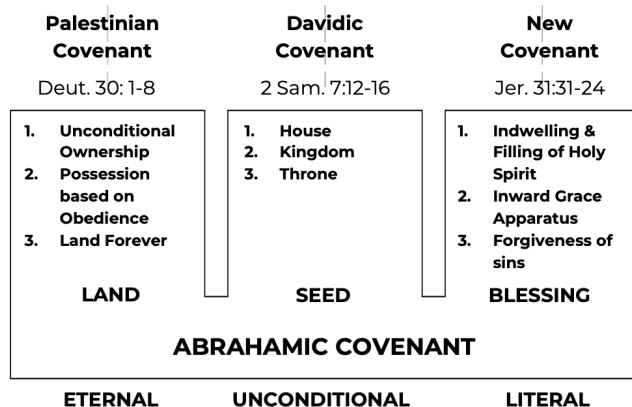 Palestinian
Covenant
Deut. 30: 1-8
1. Unconditional
Ownership
2. Possession
based on
Obedience
3. Land Forever
LAND
Davidic
Covenant
2 Sam. 7:12-16
1. House
2. Kingdom
3. Throne
SEED
New
Covenant
Jer. 31:31-24
1. Indwelling &
Filling of Holy
Spirit
2. Inward Grace
Apparatus
3. Forgiveness of
sins
BLESSING
ABRAHAMIC COVENANT
ETERNAL
UNCONDITIONAL
LITERAL